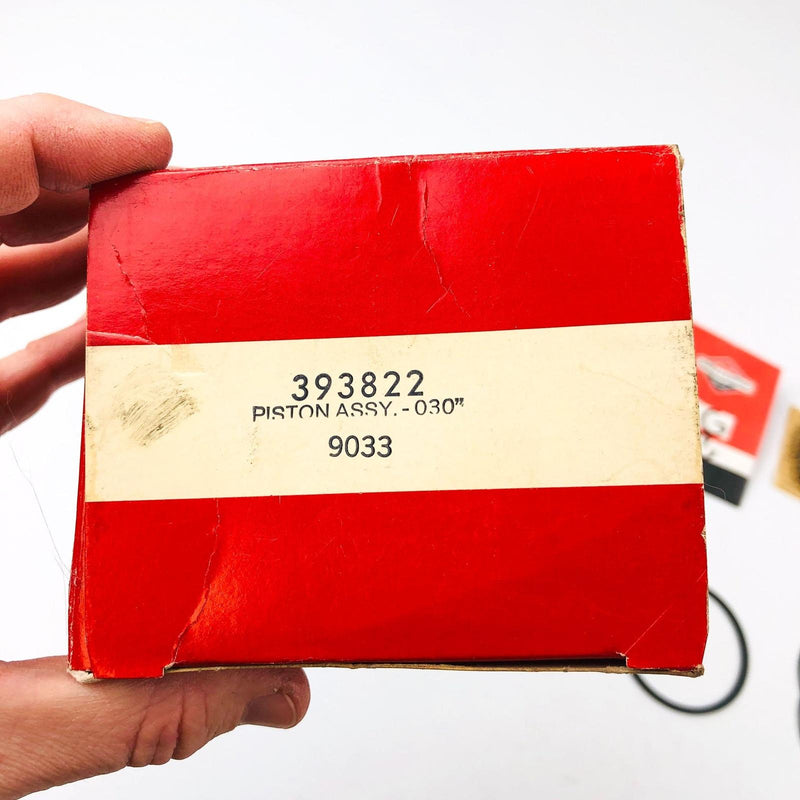 393822
PISTON ASSY. - 030"
9033
G